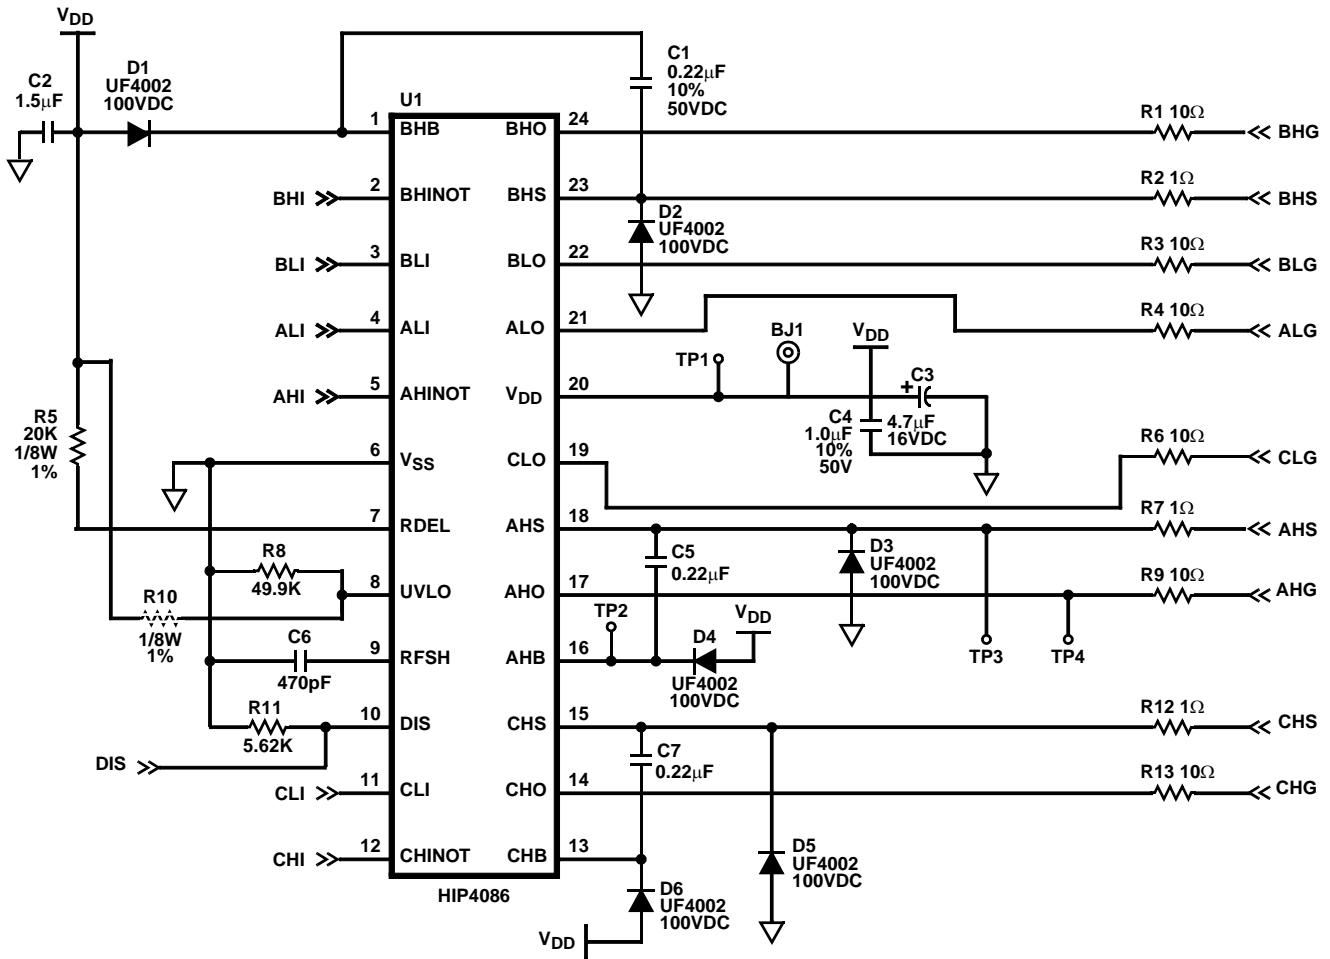 VDD
C2
1.5μF
D1
UF4002
100VDC
C1
0.22μF
10%
50VDC
U1
1 BHB
BHO 24
R1 10Ω
BHG
BHI
2 BHINOT
BHS 23
R2 1Ω
BHS
D2
UF4002
100VDC
BLI
3 BLI
BLO 22
R3 10Ω
BLG
ALI
4 ALI
ALO 21
R4 10Ω
ALG
TP1
BJ1
VDD
AHI
5 AHINOT
VDD 20
+ C3
4.7μF
16VDC
C4
1.0μF
10%
50V
R5
20K
1/8W
1%
6 VSS
CLO 19
R6 10Ω
CLG
7 RDEL
AHS 18
R7 1Ω
AHS
R8
49.9K
C5
0.22μF
D3
UF4002
100VDC
8 UVLO
AHO 17
R9 10Ω
AHG
R10
1/8W
1%
TP2
VDD
TP3
TP4
C6
470pF
9 RFSH
AHB 16
D4
UF4002
100VDC
R11
5.62K
10 DIS
CHS 15
R12 1Ω
CHS
DIS
C7
0.22μF
CLI
11 CLI
CHO 14
R13 10Ω
CHG
CHI
12 CHINOT
CHB 13
D5
UF4002
100VDC
HIP4086
D6
UF4002
100VDC
VDD